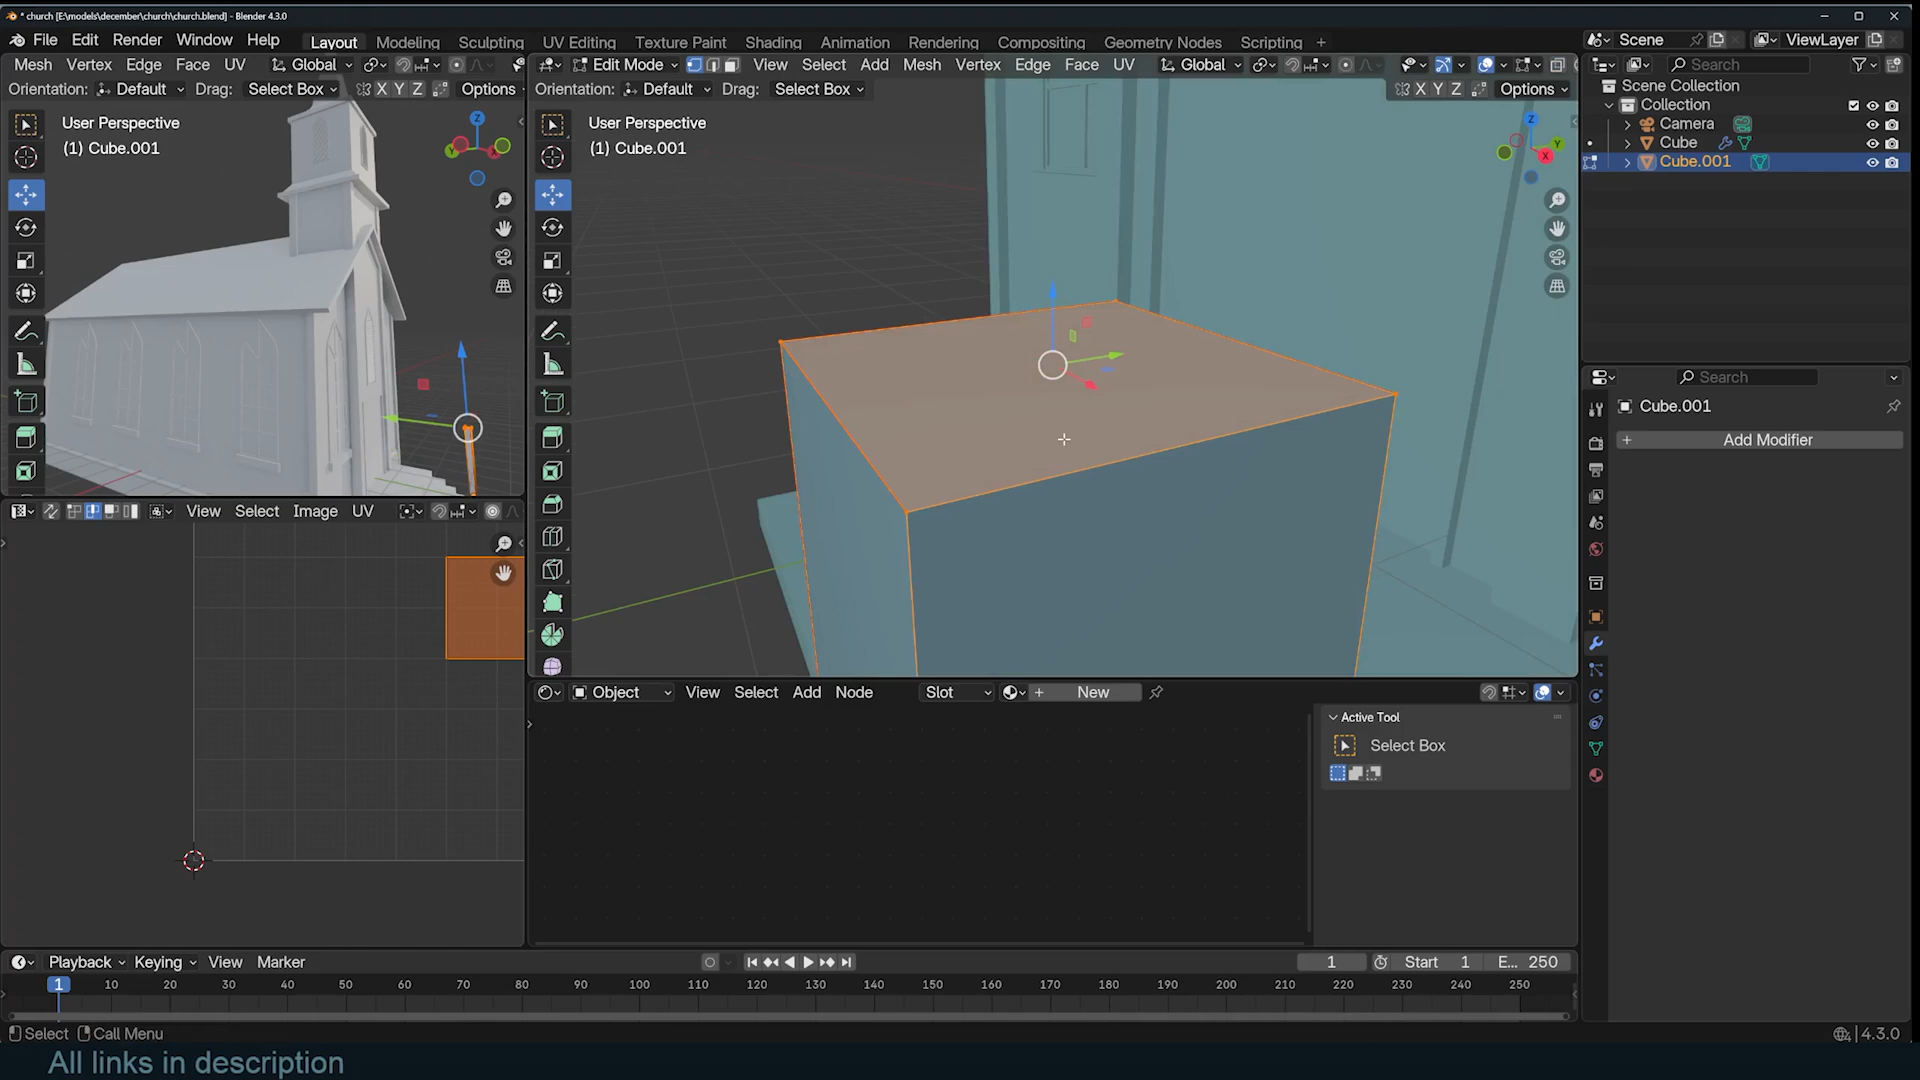 * church [E:\models\december\church\church.blend] - Blender 4.3.0
File Edit Render Window Help Layout Modeling Sculpting UV Editing Texture Paint Shading Animation Rendering Compositing Geometry Nodes Scripting + Scene ViewLayer
Mesh Vertex Edge Face UV Global
Edit Mode View Select Add Mesh Vertex Edge Face UV Global
Search
Orientation: Default Drag: Select Box X Y Z Options
Orientation: Default Drag: Select Box X Y Z Options
Scene Collection
Collection
Camera
Cube
Cube.001
User Perspective
(1) Cube.001
Z
User Perspective
(1) Cube.001
Z
Y
X
Search
Cube.001
+ Add Modifier
View Select Image UV
Object View Select Add Node Slot + New
Active Tool
Select Box
Playback Keying View Marker
1 Start 1 E... 250
1 10 20 30 40 50 60 70 80 90 100 110 120 130 140 150 160 170 180 190 200 210 220 230 240 250
Select Call Menu
4.3.0
All links in description